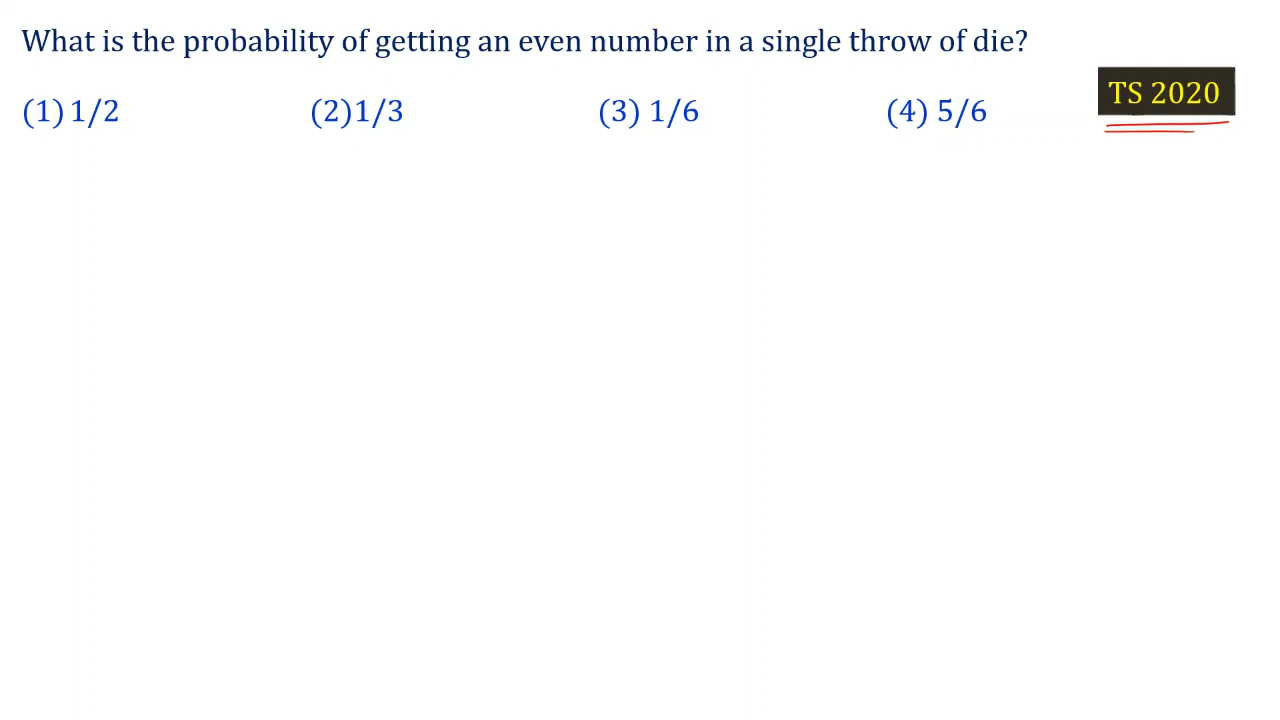 What is the probability of getting an even number in a single throw of die?
TS 2020
(1) 1/2 (2)1/3 (3) 1/6 (4) 5/6